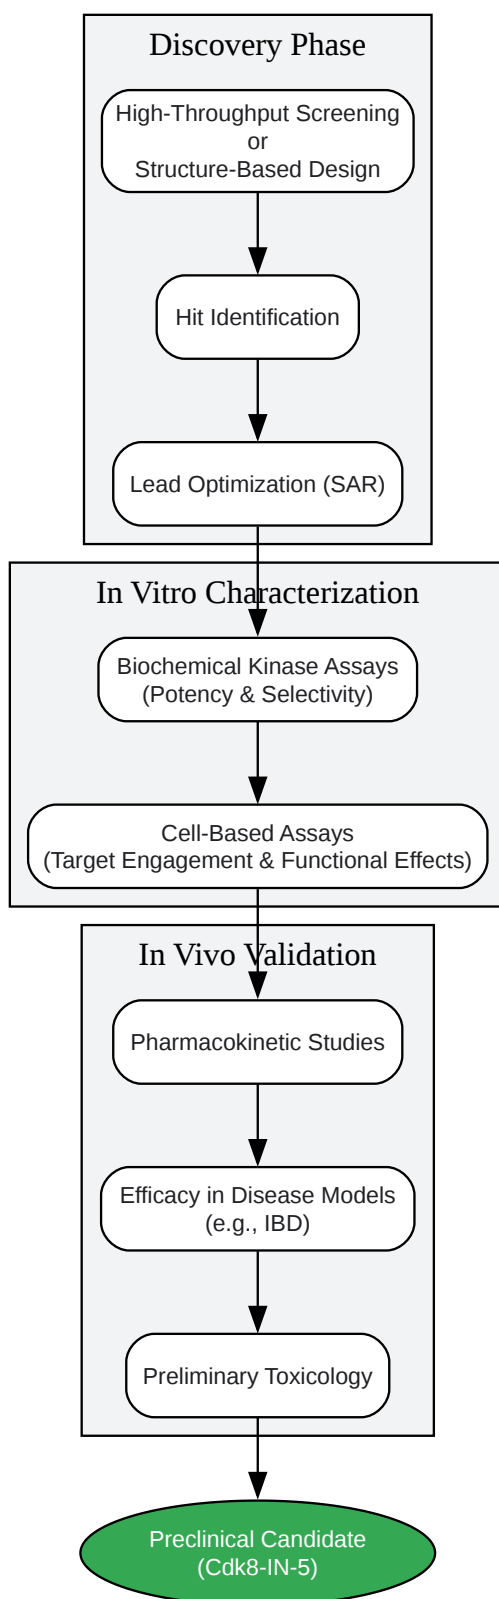 Discovery Phase
High-Throughput Screening
or
Structure-Based Design
Hit Identification
Lead Optimization (SAR)
In Vitro Characterization
Biochemical Kinase Assays
(Potency & Selectivity)
Cell-Based Assays
(Target Engagement & Functional Effects)
In Vivo Validation
Pharmacokinetic Studies
Efficacy in Disease Models
(e.g., IBD)
Preliminary Toxicology
Preclinical Candidate
(Cdk8-IN-5)